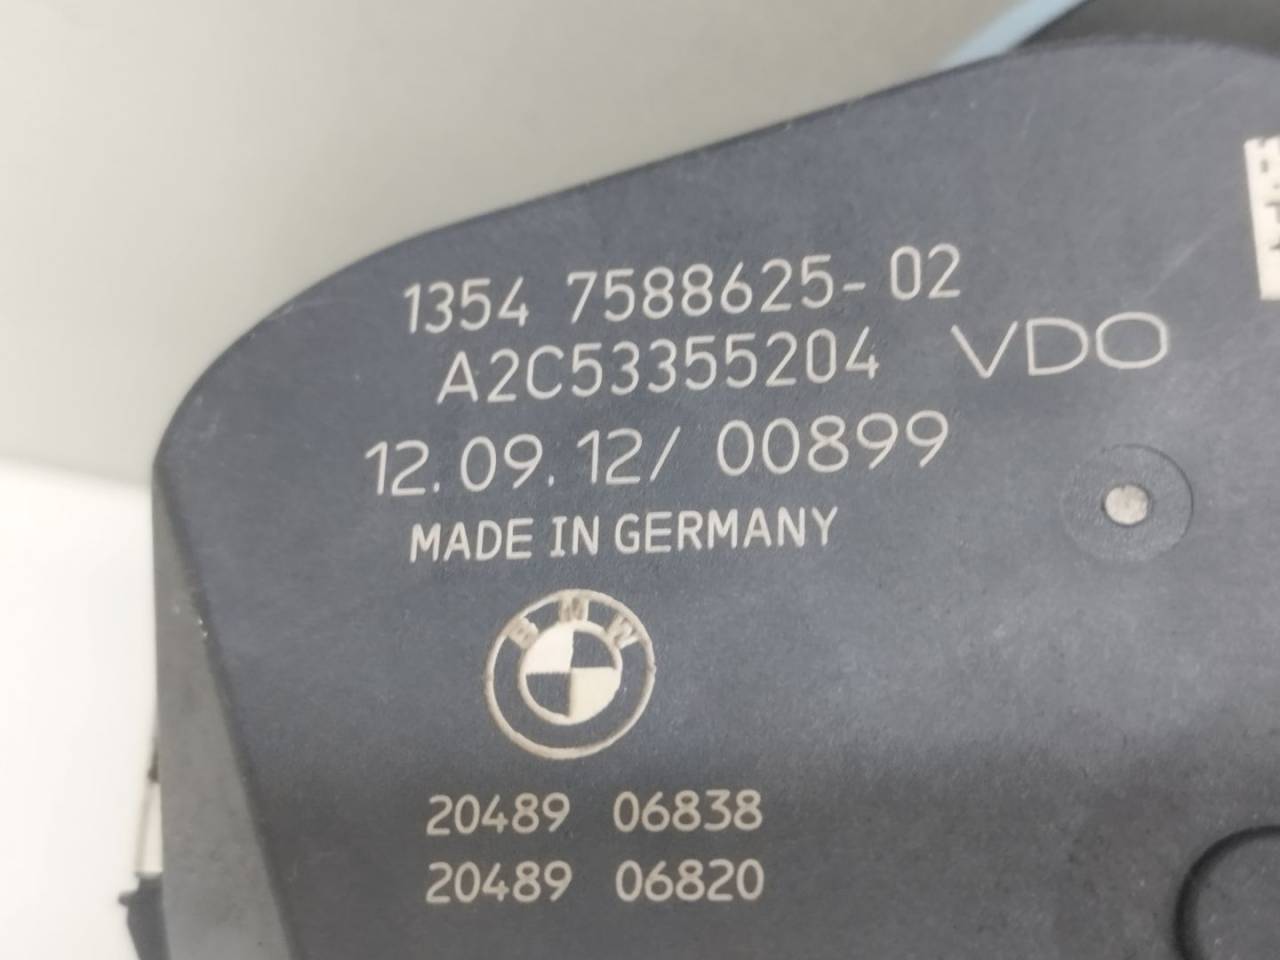 1354 7588625-02
A2C53355204 VDO
12.09.12/ 00899
MADE IN GERMANY
BMW
20489 06838
20489 06820